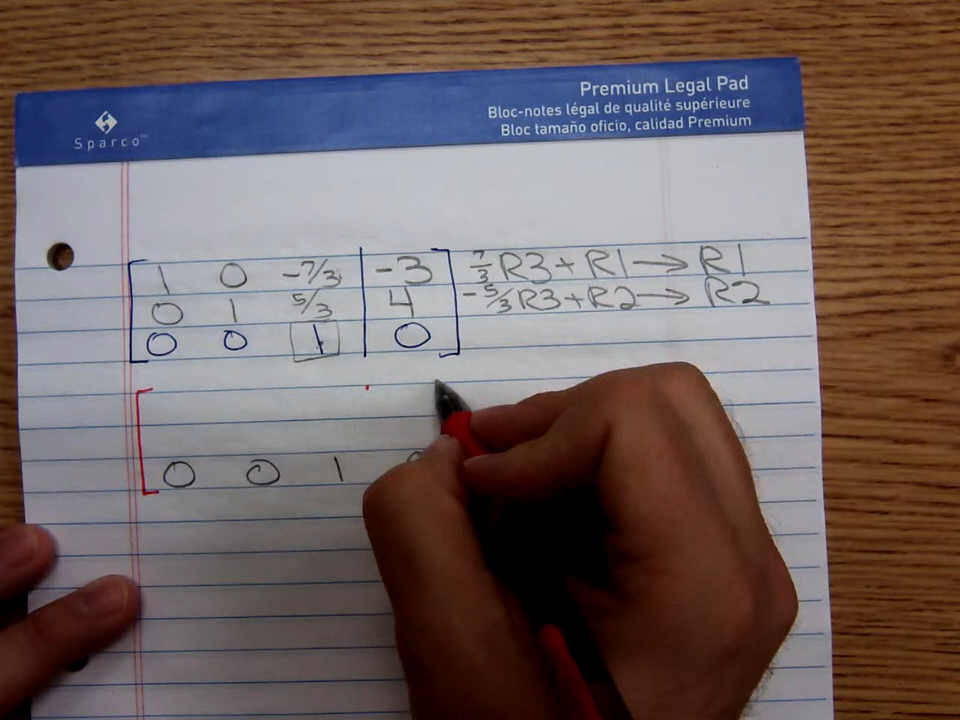 Premium Legal Pad
Bloc-notes légal de qualité supérieure
Bloc tamaño oficio, calidad Premium
Sparco™
1 0 -7/3 -3 7/3 R3 + R1 → R1
0 1 5/3 4 -5/3 R3 + R2 → R2
0 0 1 0
0 0 1